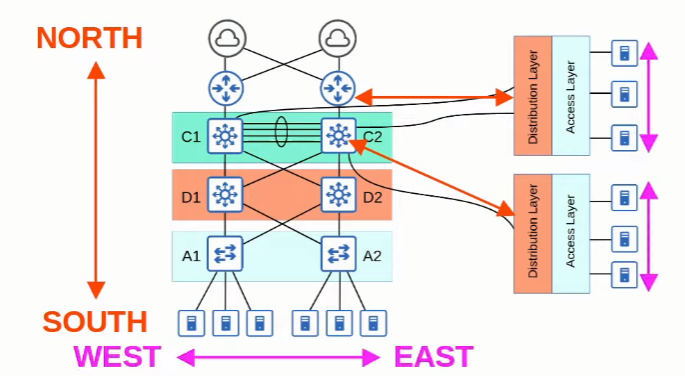 NORTH
C1
C2
D1
D2
A1
A2
SOUTH
WEST
EAST
Distribution Layer
Access Layer
Distribution Layer
Access Layer